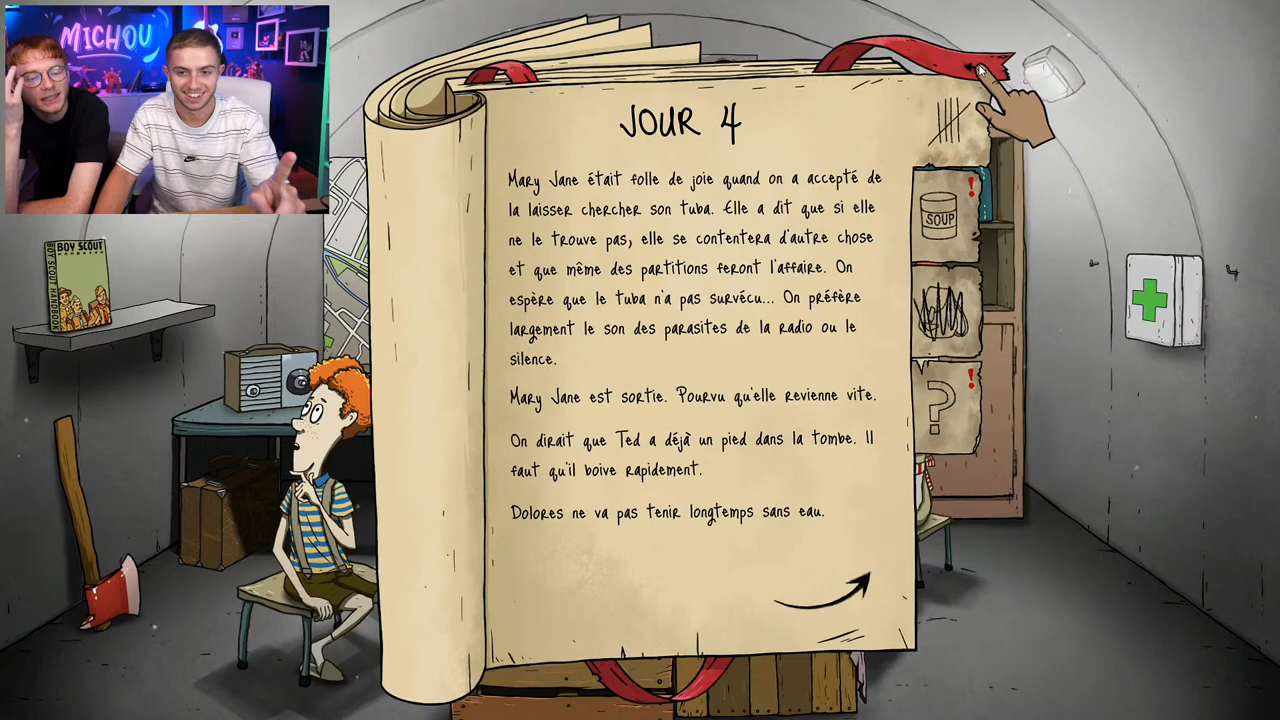 MICHOU
JOUR 4
Mary Jane était folle de joie quand on a accepté de
la laisser chercher son tuba. Elle a dit que si elle
ne le trouve pas, elle se contentera d'autre chose
et que même des partitions feront l'affaire. On
espère que le tuba n'a pas survécu... On préfère
largement le son des parasites de la radio ou le
silence.
Mary Jane est sortie. Pourvu qu'elle revienne vite.
On dirait que Ted a déjà un pied dans la tombe. Il
faut qu'il boive rapidement.
Dolores ne va pas tenir longtemps sans eau.
!
SOUP
!
?
BOY SCOUT
BOY SCOUT HANDBOOK